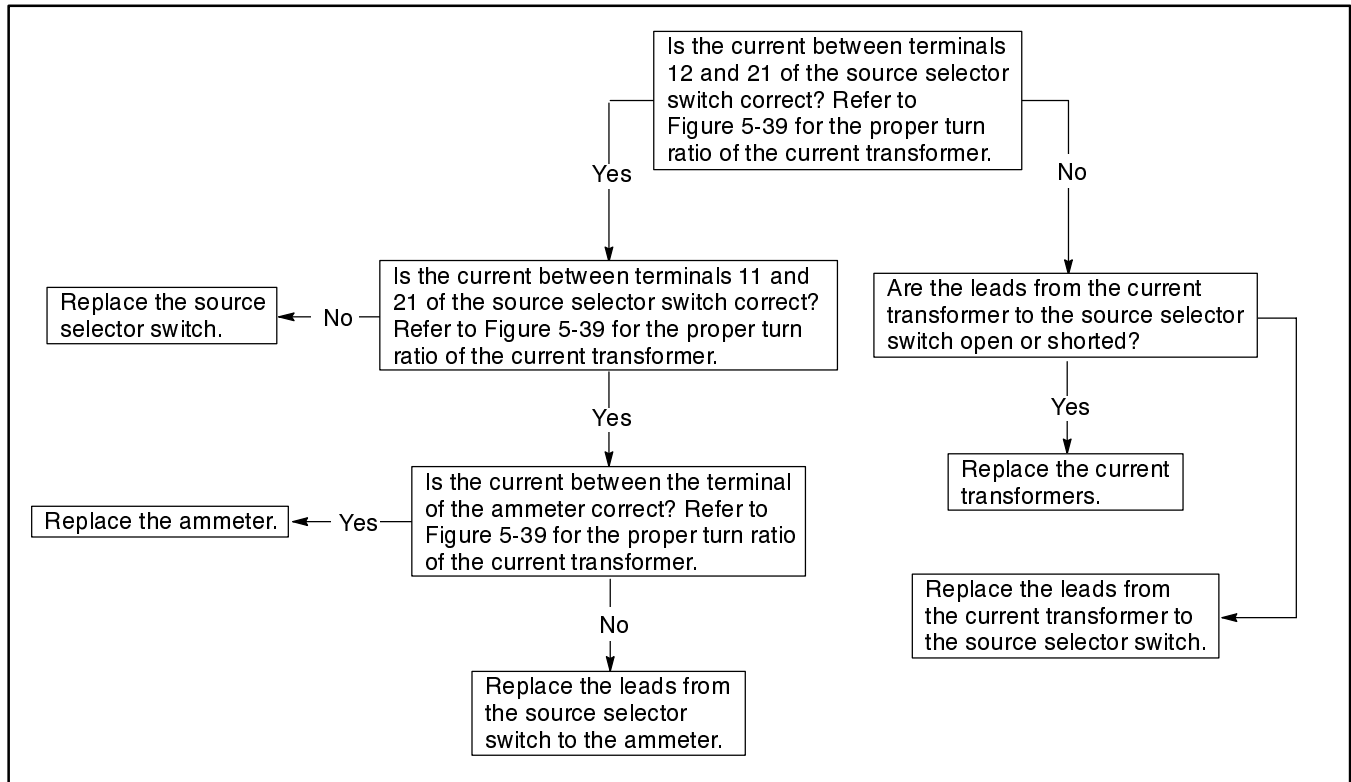 Is the current between terminals
12 and 21 of the source selector
switch correct? Refer to
Figure 5-39 for the proper turn
ratio of the current transformer.
Yes
No
Is the current between terminals 11 and
21 of the source selector switch correct?
Refer to Figure 5-39 for the proper turn
ratio of the current transformer.
No
Replace the source
selector switch.
Are the leads from the current
transformer to the source selector
switch open or shorted?
Yes
Yes
Replace the current
transformers.
Is the current between the terminal
of the ammeter correct? Refer to
Figure 5-39 for the proper turn ratio
of the current transformer.
Yes
Replace the ammeter.
Replace the leads from
the current transformer to
the source selector switch.
No
Replace the leads from
the source selector
switch to the ammeter.